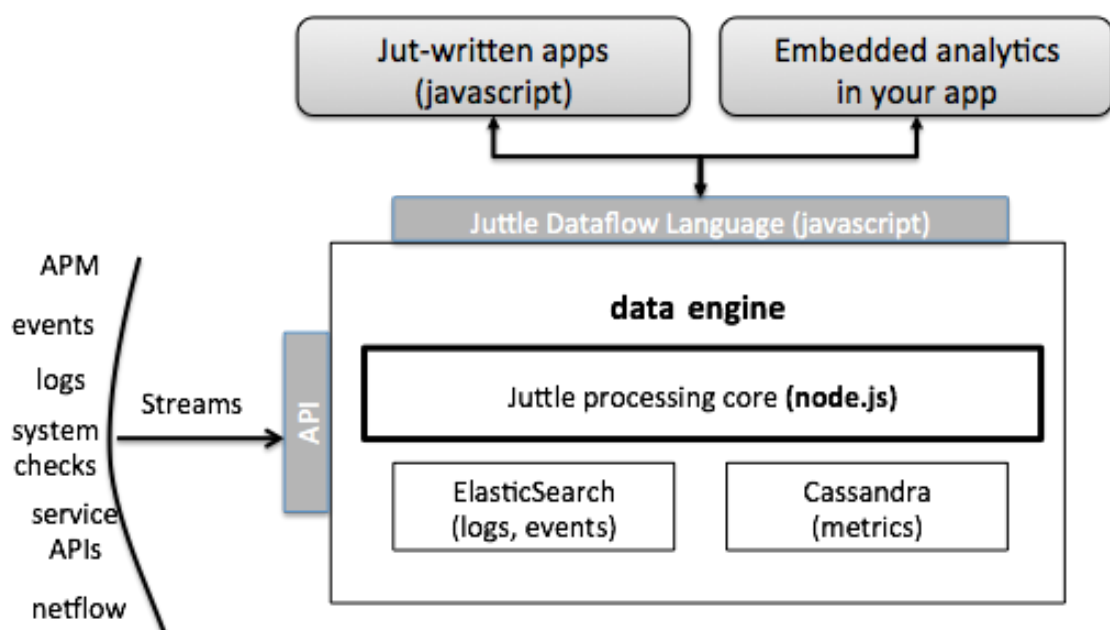 Jut-written apps
(javascript)
Embedded analytics
in your app
Juttle Dataflow Language (javascript)
APM
events
logs
system
checks
service
APIs
netflow
Streams
API
data engine
Juttle processing core (node.js)
ElasticSearch
(logs, events)
Cassandra
(metrics)